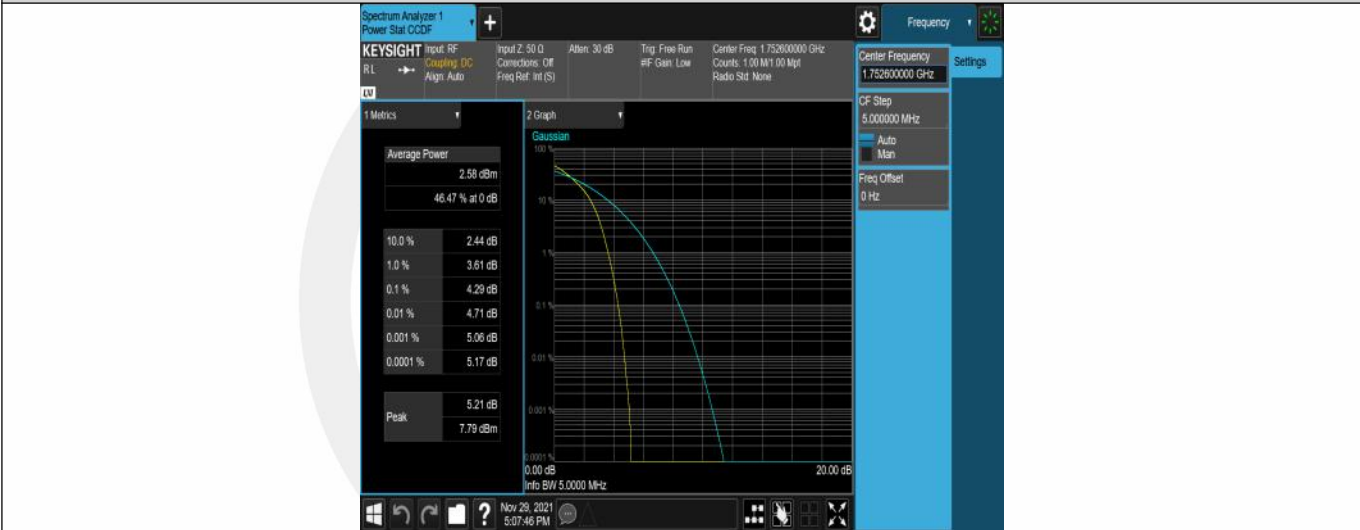 Spectrum Analyzer 1
Power Stat CCDF
+
Frequency
KEYSIGHT
RL
Input: RF
Coupling: DC
Align: Auto
Input Z: 50 Ω
Corrections: Off
Freq Ref: Int (S)
Atten: 30 dB
Trig: Free Run
#IF Gain: Low
Center Freq: 1.752600000 GHz
Counts: 1.00 M/1.00 Mpt
Radio Std: None
Center Frequency
1.752600000 GHz
Settings
CF Step
5.000000 MHz
Auto
Man
Freq Offset
0 Hz
1 Metrics
Average Power
2.58 dBm
46.47 % at 0 dB
10.0 % 2.44 dB
1.0 % 3.61 dB
0.1 % 4.29 dB
0.01 % 4.71 dB
0.001 % 5.06 dB
0.0001 % 5.17 dB
Peak
5.21 dB
7.79 dBm
2 Graph
Gaussian
100 %
10 %
1 %
0.1 %
0.01 %
0.001 %
0.0001 %
0.00 dB 20.00 dB
Info BW 5.0000 MHz
?
Nov 29, 2021
5:07:46 PM